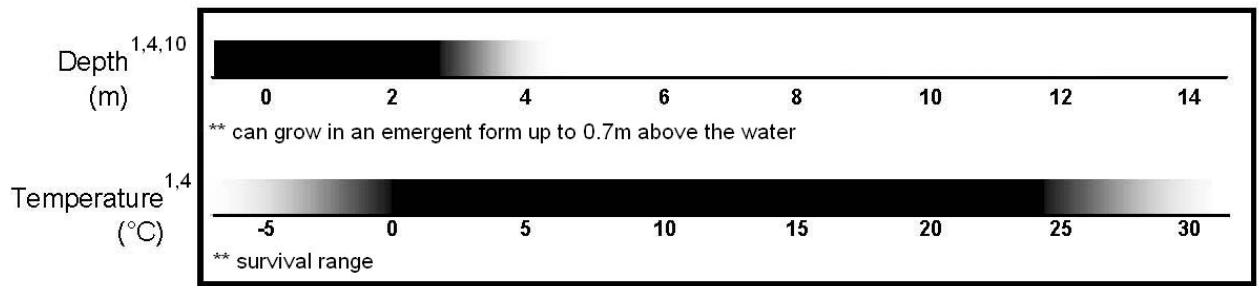 Depth 1,4,10
(m)
0 2 4 6 8 10 12 14
** can grow in an emergent form up to 0.7m above the water
Temperature 1,4
(°C)
-5 0 5 10 15 20 25 30
** survival range